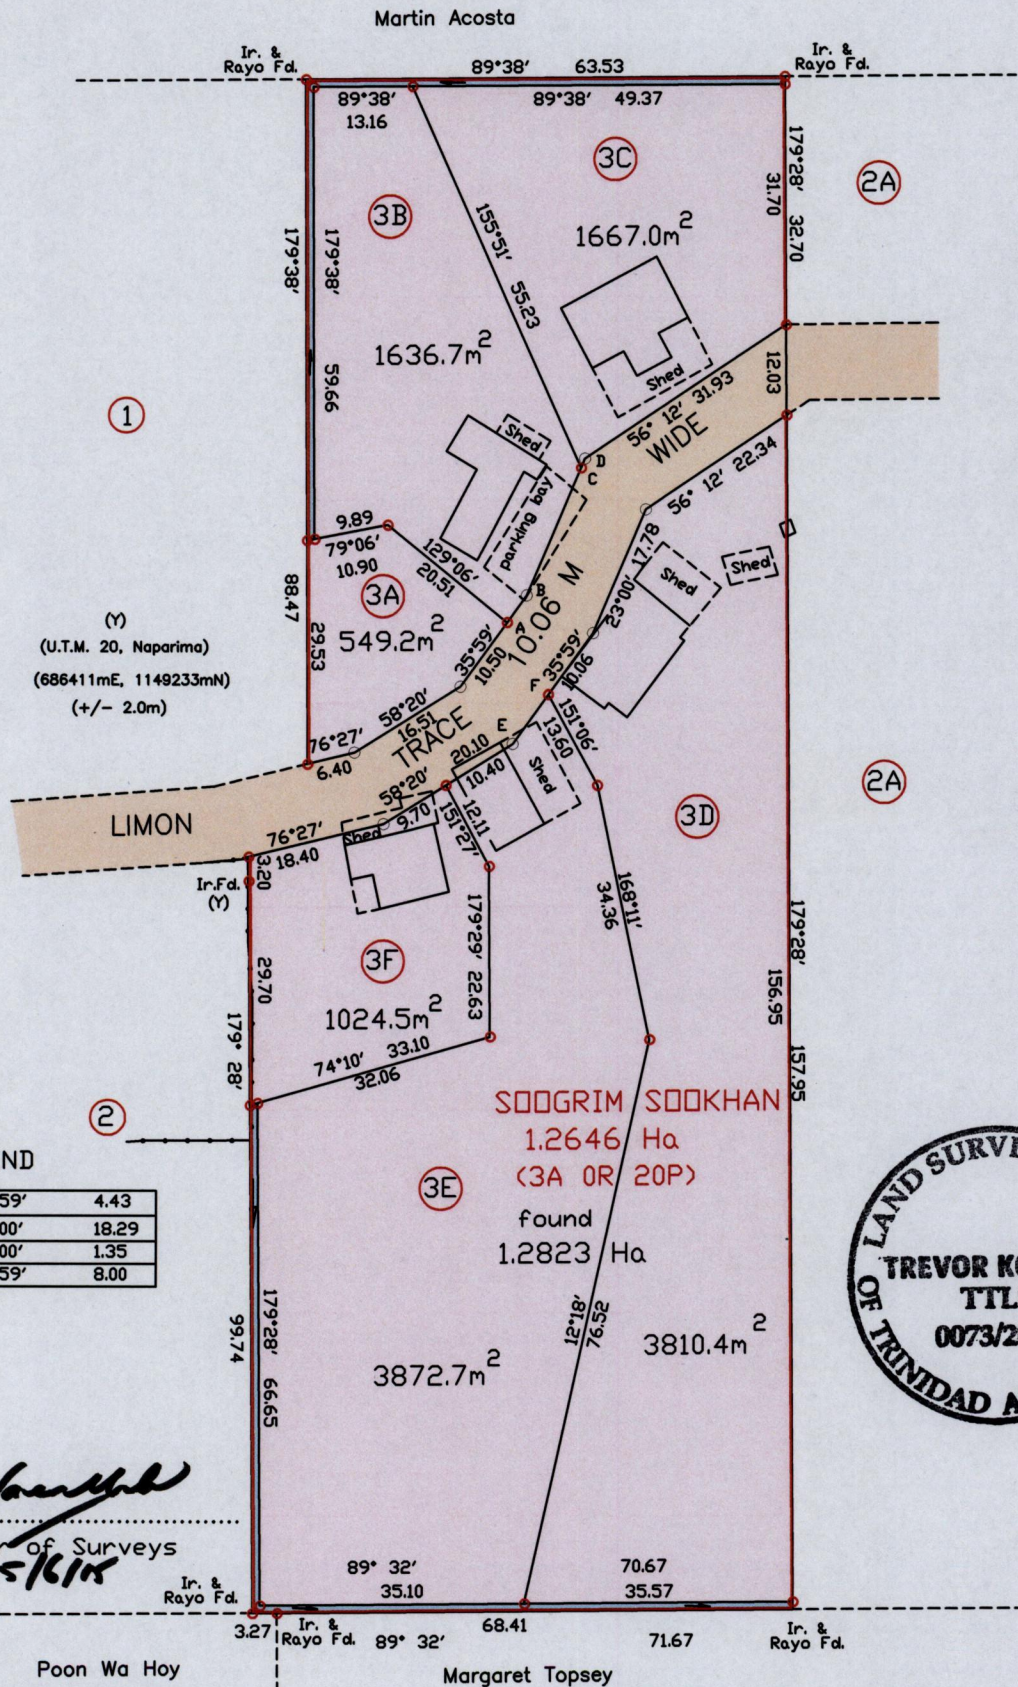 Martin Acosta
Ir. &
Rayo Fd.
89°38' 63.53
Ir. &
Rayo Fd.
89°38'
13.16
89°38' 49.37
3C
179°28' 32.70
31.70
2A
3B
179°38'
179°38'
155°51' 55.23
1667.0m2
1636.7m2
59.66
Shed
12.03
1
56° 12' 31.93
WIDE
Shed
D
C
56° 12' 22.34
parking bay
9.89
79°06'
10.90
129°06'
20.51
17.78
23°00'
Shed
Shed
88.47
3A
549.2m2
29.53
B
A
10.06 M
35°59'
10.50
35°59'
10.06
(Y)
(U.T.M. 20, Naparima)
(686411mE, 1149233mN)
(+/- 2.0m)
F
58°20'
16.51
TRACE
E
151°06'
13.60
76°27'
6.40
20.10
10.40
Shed
2A
58°20'
9.70
12.11
151°27'
3D
LIMON
76°27'
18.40
Shed
3.20
Ir.Fd.
(Y)
168°11'
34.36
179°29' 22.63
3F
29.70
179°28'
156.95
1024.5m2
179° 28'
74°10' 33.10
32.06
157.95
SOOGRIM SOOKHAN
1.2646 Ha
(3A 0R 20P)
2
ND
59' 4.43
00' 18.29
00' 1.35
59' 8.00
3E
found
1.2823 Ha
LAND SURVE
TREVOR K
TTL
0073/2
OF TRINIDAD A
99.74
179°28'
66.65
12°18'
76.52
3872.7m2
3810.4m2
of Surveys
5/6/15
89° 32'
35.10
70.67
35.57
Ir. &
Rayo Fd.
3.27
Ir. &
Rayo Fd.
89° 32'
68.41
71.67
Ir. &
Rayo Fd.
Poon Wa Hoy
Margaret Topsey